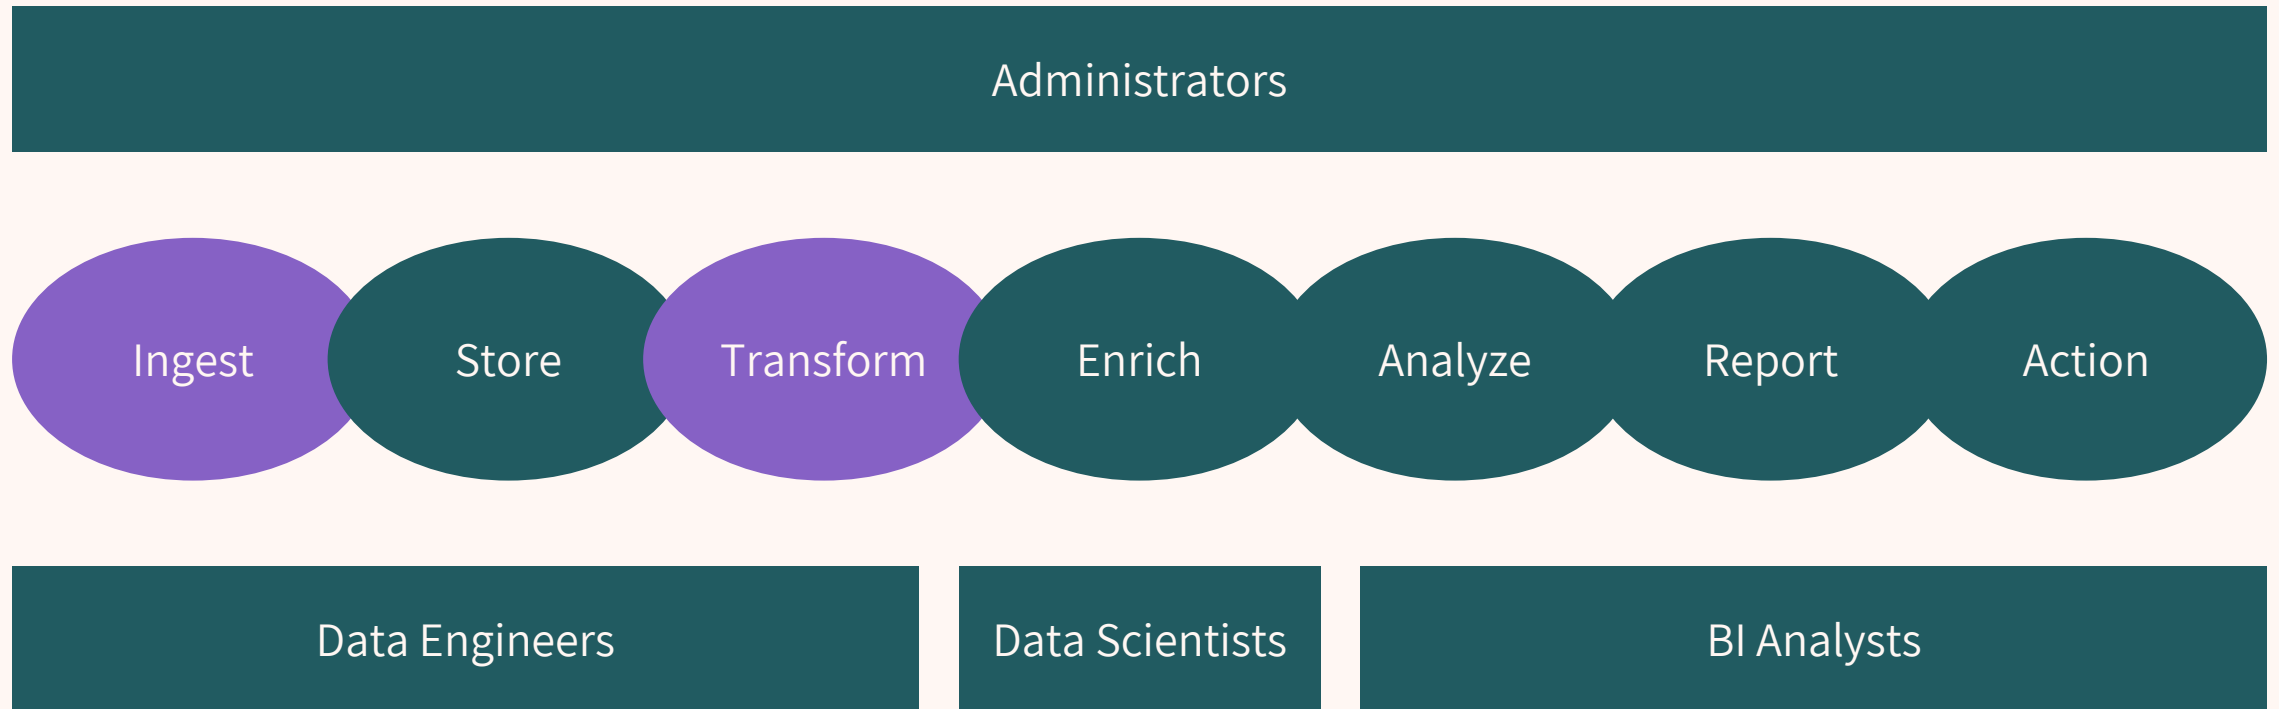 Administrators
Ingest
Store
Transform
Enrich
Analyze
Report
Action
Data Engineers
Data Scientists
BI Analysts